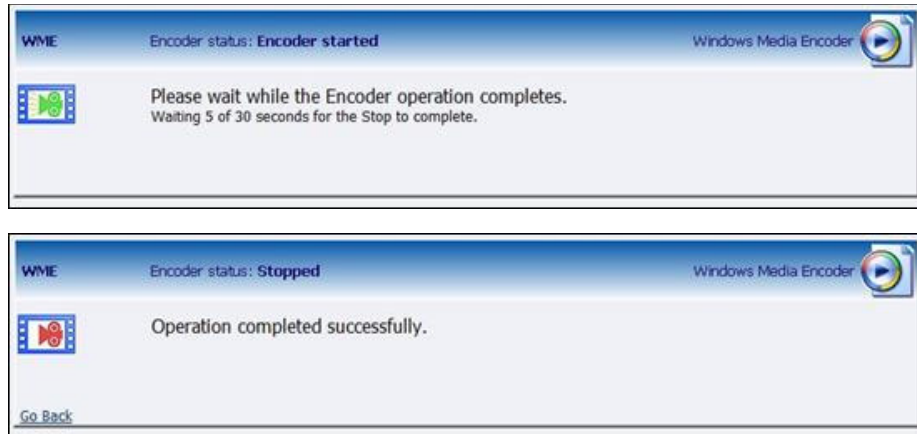 WME Encoder status: Encoder started Windows Media Encoder
Please wait while the Encoder operation completes.
Waiting 5 of 30 seconds for the Stop to complete.
WME Encoder status: Stopped Windows Media Encoder
Operation completed successfully.
Go Back